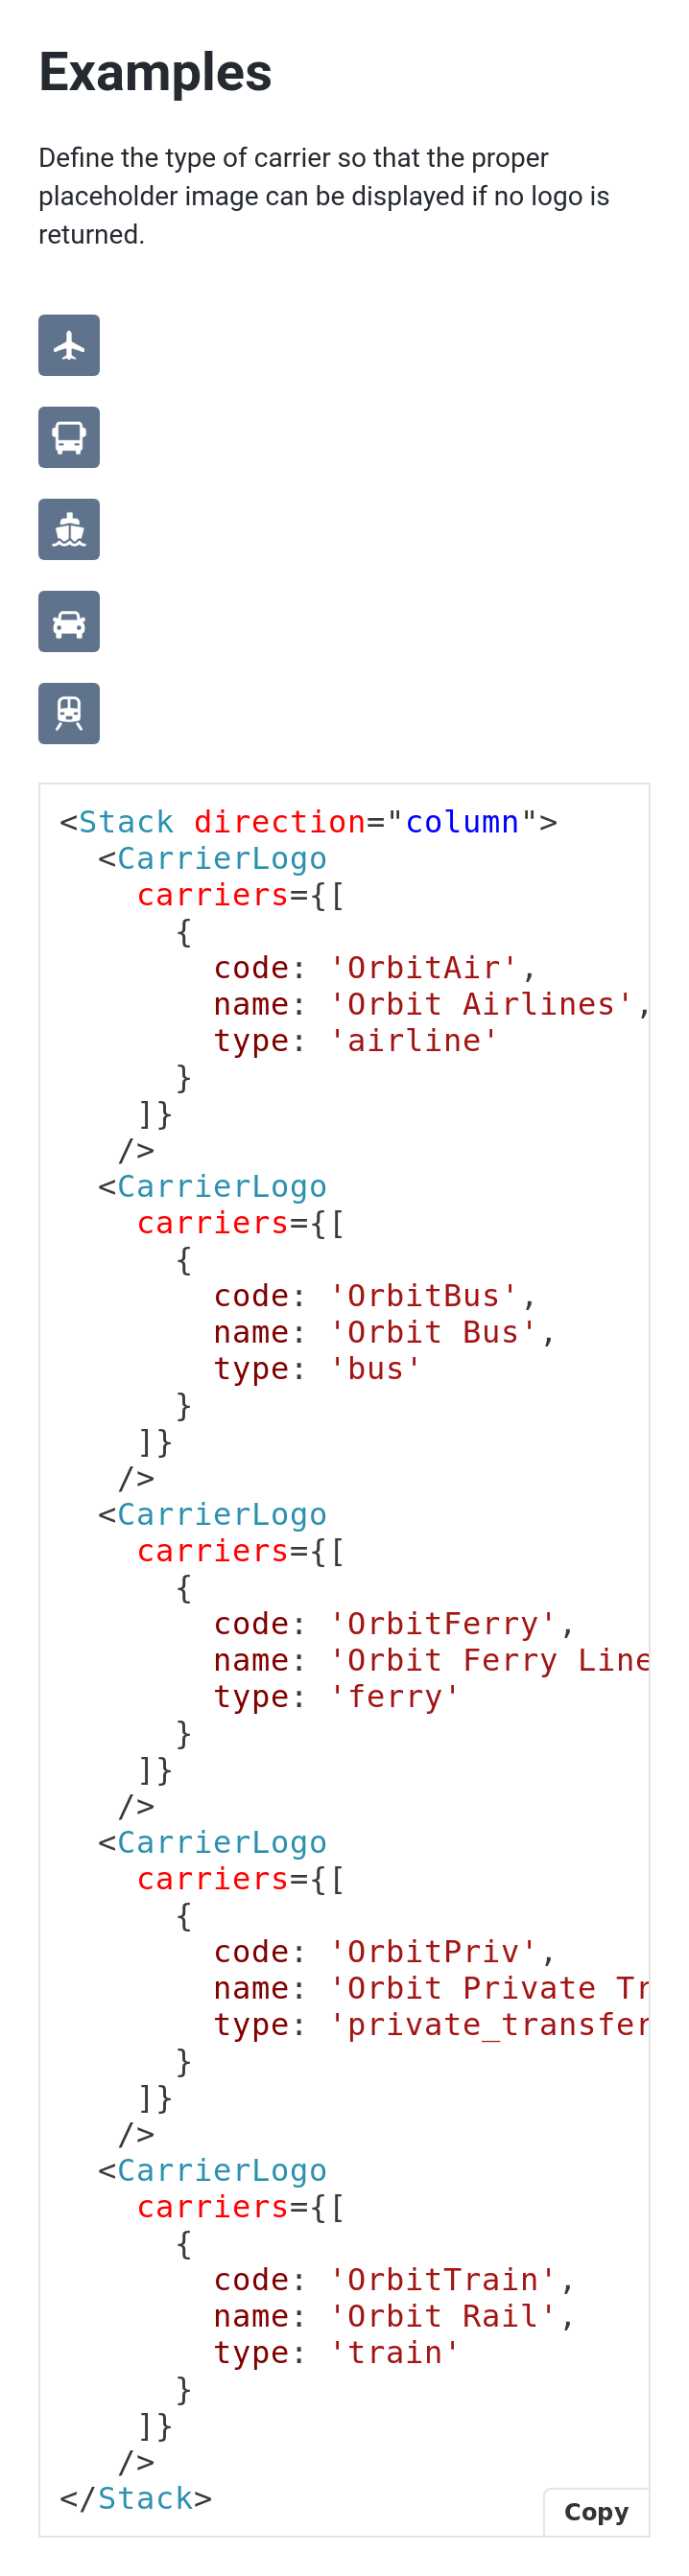 Examples
Define the type of carrier so that the proper
placeholder image can be displayed if no logo is
returned.
<Stack direction="column">
  <CarrierLogo
    carriers={[
      {
        code: 'OrbitAir',
        name: 'Orbit Airlines',
        type: 'airline'
      }
    ]}
   />
  <CarrierLogo
    carriers={[
      {
        code: 'OrbitBus',
        name: 'Orbit Bus',
        type: 'bus'
      }
    ]}
   />
  <CarrierLogo
    carriers={[
      {
        code: 'OrbitFerry',
        name: 'Orbit Ferry Line
        type: 'ferry'
      }
    ]}
   />
  <CarrierLogo
    carriers={[
      {
        code: 'OrbitPriv',
        name: 'Orbit Private Tr
        type: 'private_transfer
      }
    ]}
   />
  <CarrierLogo
    carriers={[
      {
        code: 'OrbitTrain',
        name: 'Orbit Rail',
        type: 'train'
      }
    ]}
   />
</Stack>
Copy